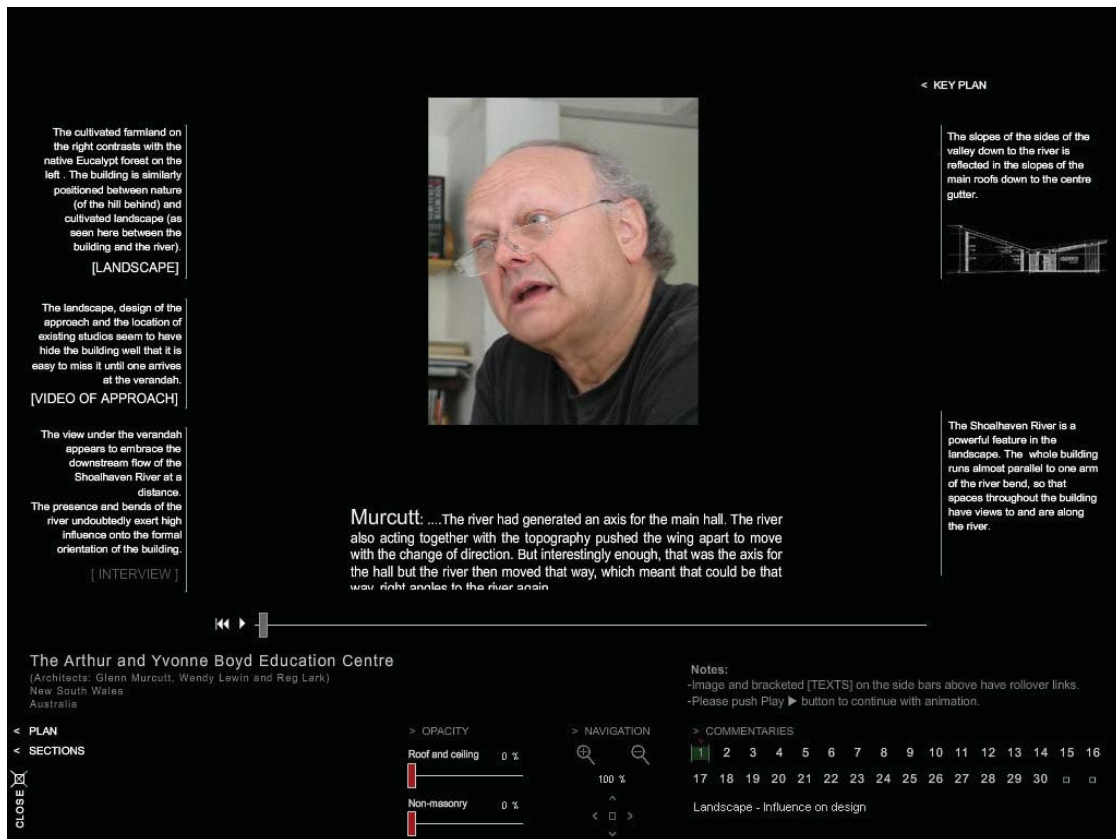 < KEY PLAN
The cultivated farmland on
the right contrasts with the
native Eucalypt forest on the
left . The building is similarly
positioned between nature
(of the hill behind) and
cultivated landscape (as
seen here between the
building and the river).
[LANDSCAPE]
The landscape, design of the
approach and the location of
existing studios seem to have
hide the building well that it is
easy to miss it until one arrives
at the verandah.
[VIDEO OF APPROACH]
The view under the verandah
appears to embrace the
downstream flow of the
Shoalhaven River at a
distance.
The presence and bends of the
river undoubtedly exert high
influence onto the formal
orientation of the building.
[ INTERVIEW ]
Murcutt: ....The river had generated an axis for the main hall. The river
also acting together with the topography pushed the wing apart to move
with the change of direction. But interestingly enough, that was the axis for
the hall but the river then moved that way, which meant that could be that
way, right angles to the river again
The slopes of the sides of the
valley down to the river is
reflected in the slopes of the
main roofs down to the centre
gutter.
The Shoalhaven River is a
powerful feature in the
landscape. The whole building
runs almost parallel to one arm
of the river bend, so that
spaces throughout the building
have views to and are along
the river.
The Arthur and Yvonne Boyd Education Centre
(Architects: Glenn Murcutt, Wendy Lewin and Reg Lark)
New South Wales
Australia
Notes:
-Image and bracketed [TEXTS] on the side bars above have rollover links.
-Please push Play ▶ button to continue with animation.
< PLAN
< SECTIONS
CLOSE
> OPACITY
Roof and ceiling 0 %
Non-masonry 0 %
> NAVIGATION
100 %
> COMMENTARIES
1 2 3 4 5 6 7 8 9 10 11 12 13 14 15 16
17 18 19 20 21 22 23 24 25 26 27 28 29 30
Landscape - Influence on design